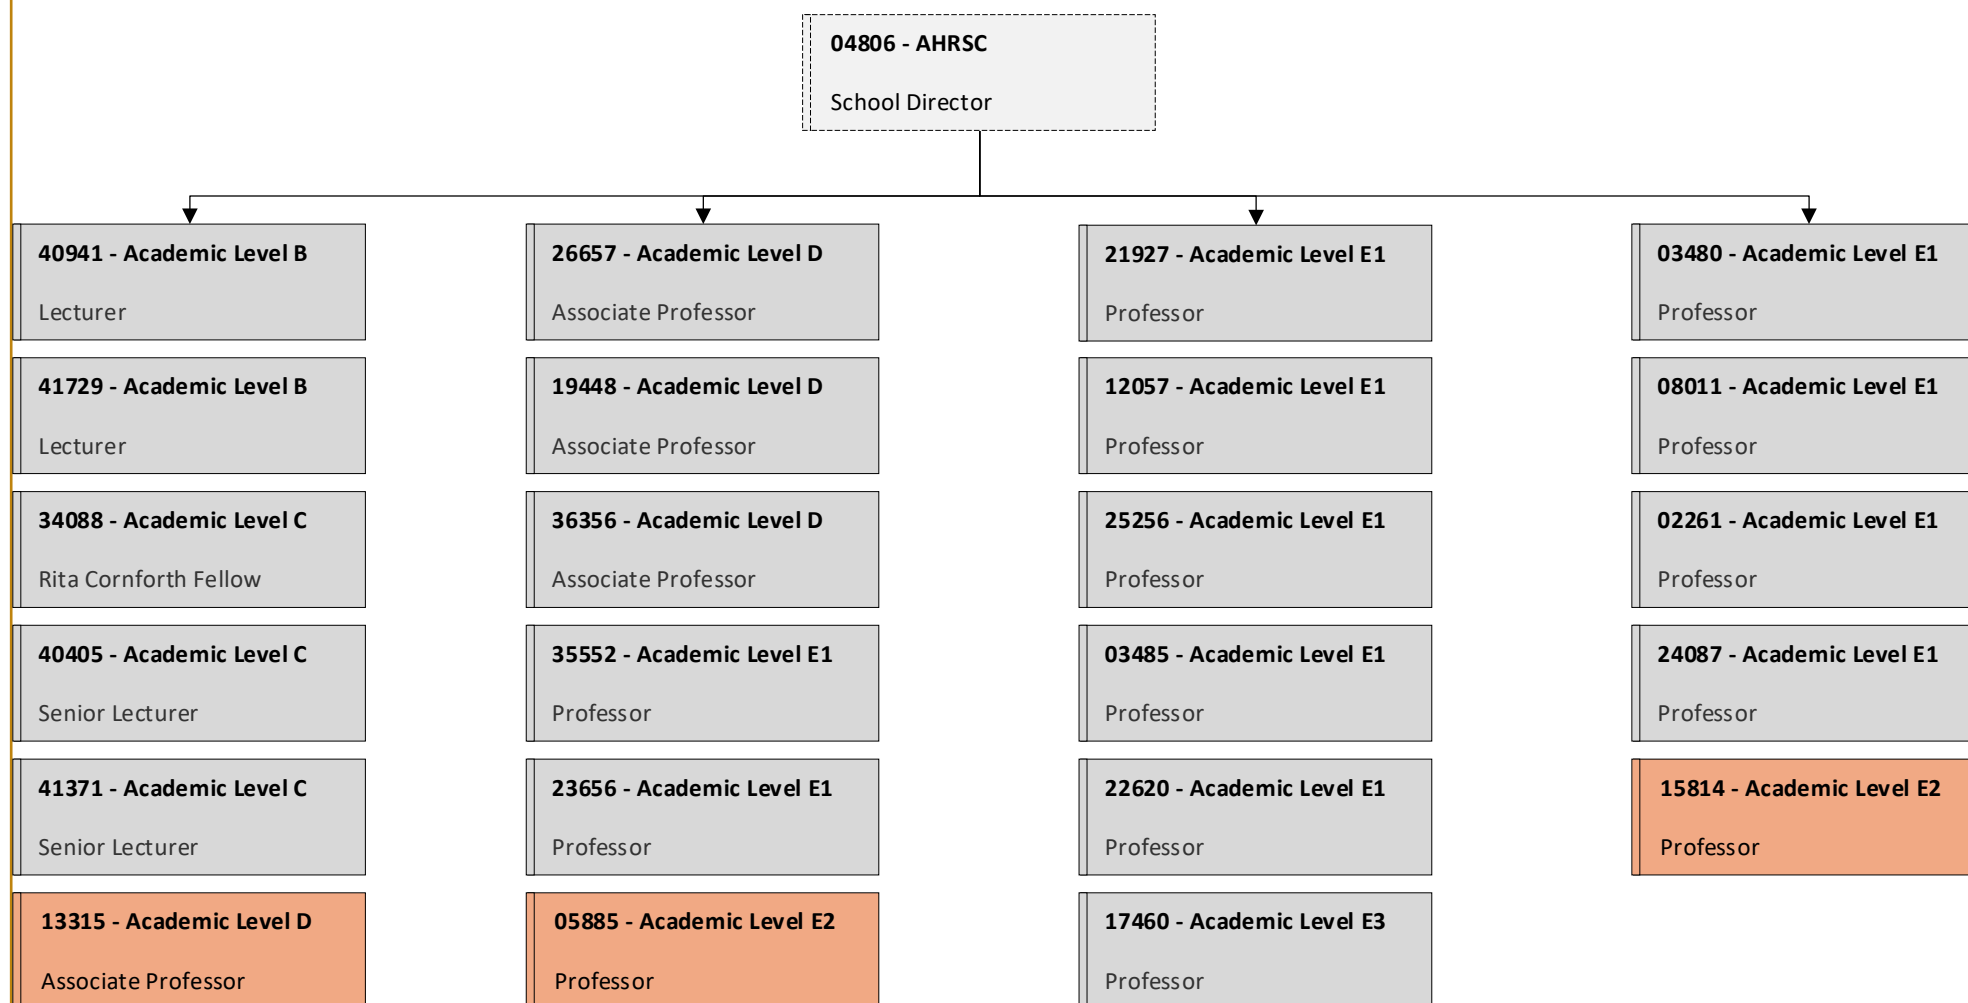 04806 - AHRSC
School Director
40941 - Academic Level B
Lecturer
41729 - Academic Level B
Lecturer
34088 - Academic Level C
Rita Cornforth Fellow
40405 - Academic Level C
Senior Lecturer
41371 - Academic Level C
Senior Lecturer
13315 - Academic Level D
Associate Professor
26657 - Academic Level D
Associate Professor
19448 - Academic Level D
Associate Professor
36356 - Academic Level D
Associate Professor
35552 - Academic Level E1
Professor
23656 - Academic Level E1
Professor
05885 - Academic Level E2
Professor
21927 - Academic Level E1
Professor
12057 - Academic Level E1
Professor
25256 - Academic Level E1
Professor
03485 - Academic Level E1
Professor
22620 - Academic Level E1
Professor
17460 - Academic Level E3
Professor
03480 - Academic Level E1
Professor
08011 - Academic Level E1
Professor
02261 - Academic Level E1
Professor
24087 - Academic Level E1
Professor
15814 - Academic Level E2
Professor